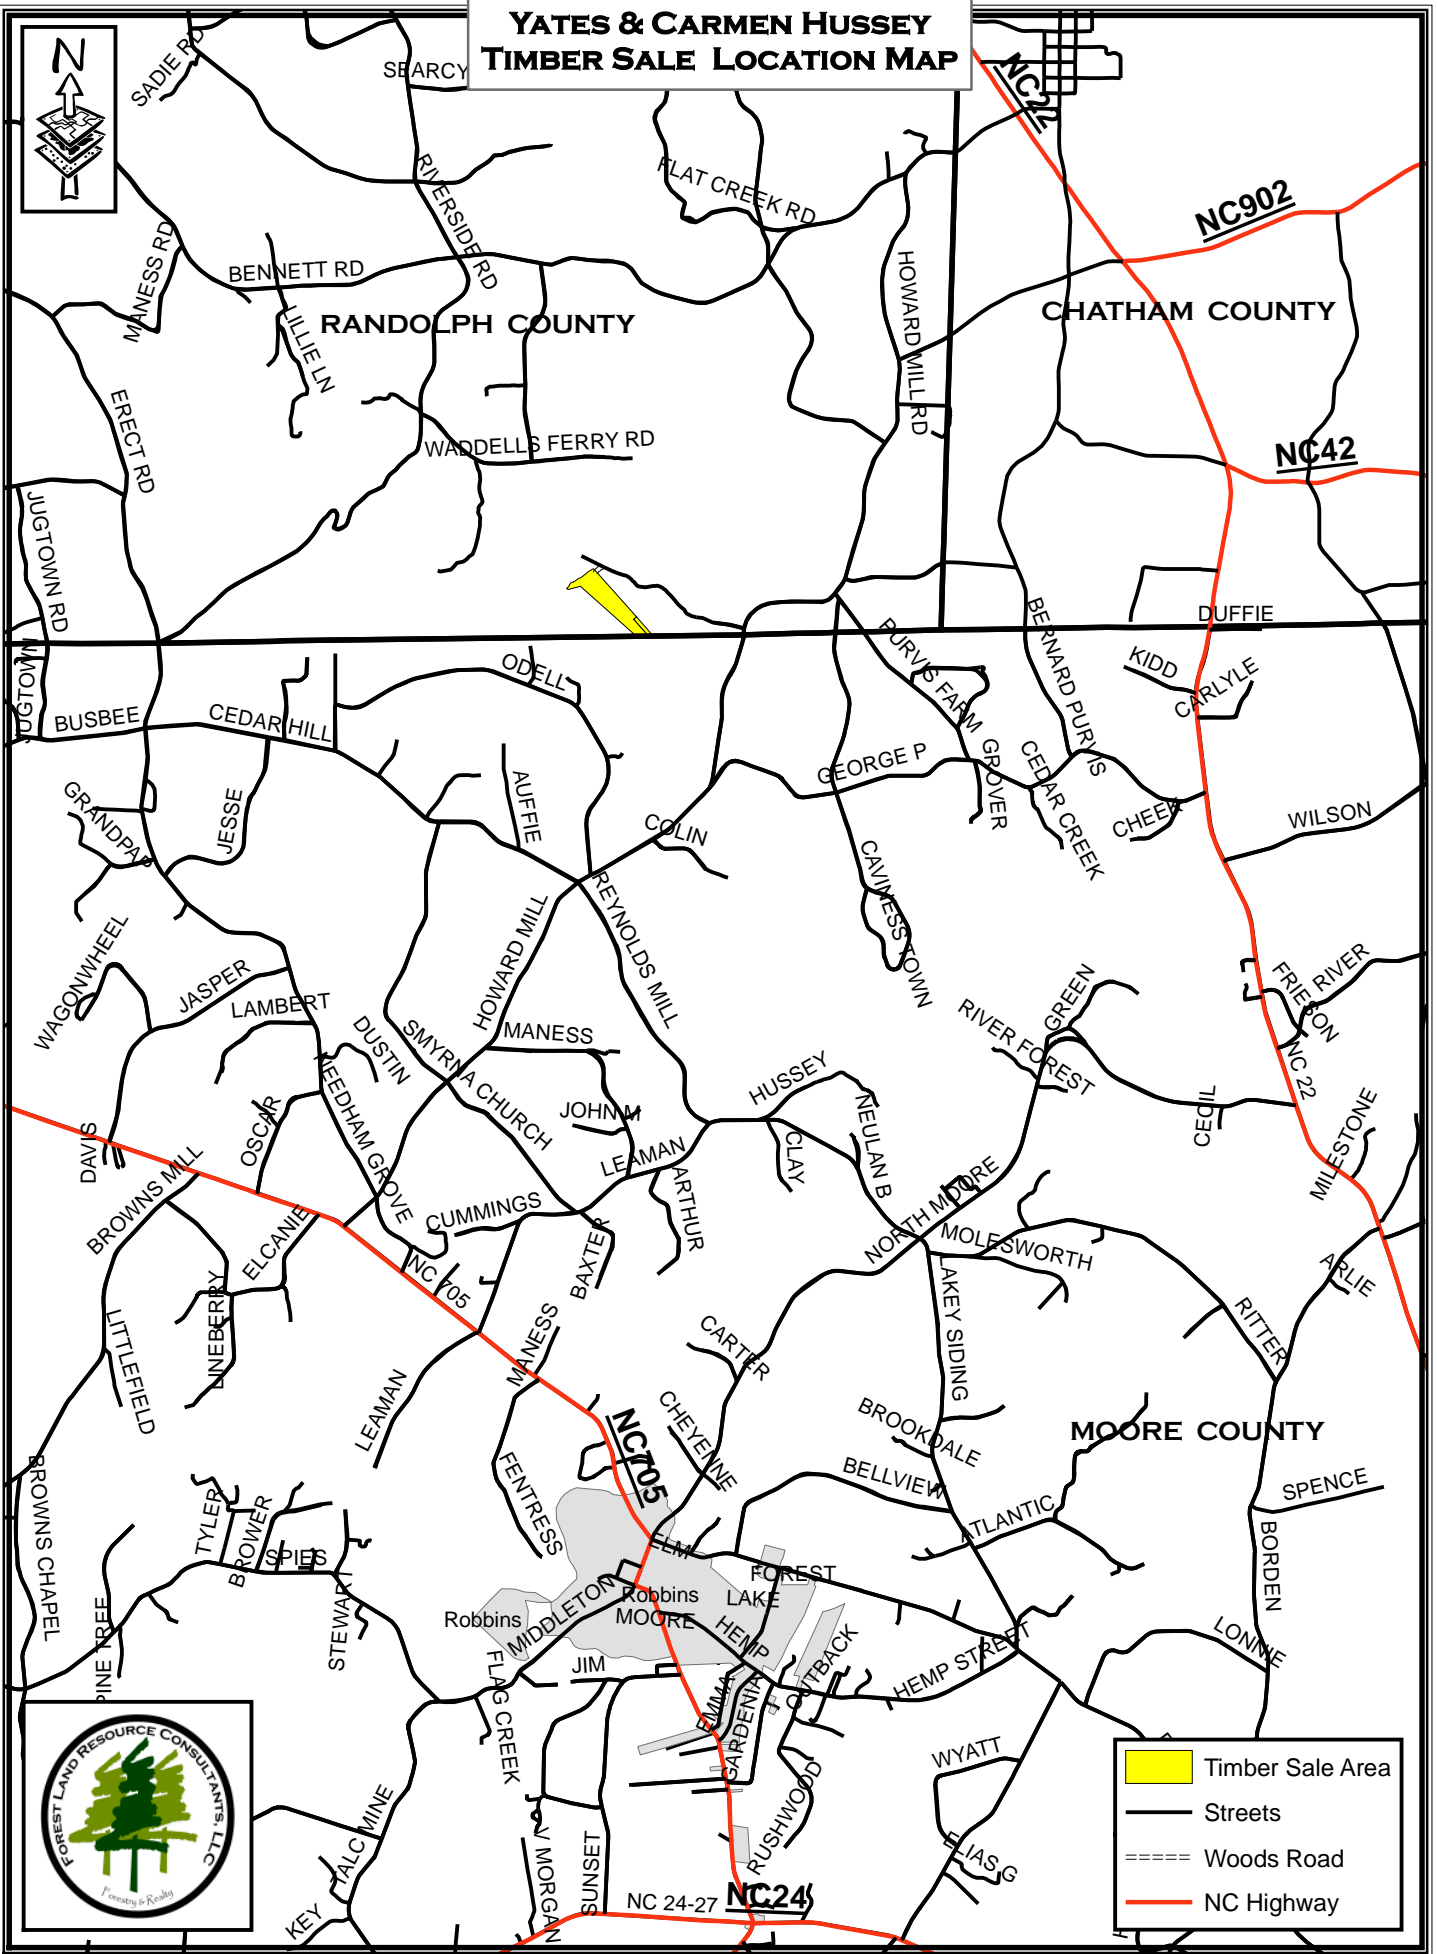 YATES & CARMEN HUSSEY
TIMBER SALE LOCATION MAP
N
SADIE RD
SEARCY
NC22
RIVERSIDE RD
FLAT CREEK RD
NC902
MANESS RD
BENNETT RD
HOWARD MILL RD
LILLIE LN
RANDOLPH COUNTY
CHATHAM COUNTY
ERECT RD
WADDELLS FERRY RD
NC42
JUGTOWN RD
DUFFIE
BERNARD PURVIS
PURVIS FARM
KIDD
CARLYLE
JUGTOWN
ODELL
BUSBEE
CEDAR HILL
GEORGE P
GROVER
CEDAR CREEK
CHEEK
WILSON
GRANDPAP
JESSE
AUFFIE
COLIN
CAVINESS TOWN
WAGONWHEEL
HOWARD MILL
REYNOLDS MILL
JASPER
LAMBERT
GREEN
FRIESON
RIVER
RIVER FOREST
DUSTIN
SMYRNA CHURCH
MANESS
NC 22
NEEDHAM GROVE
HUSSEY
NEULAN B
CECIL
MILESTONE
OSCAR
JOHN M
DAVIS
BROWNS MILL
LEAMAN
CLAY
ARTHUR
NORTH MOORE
ELCANIE
CUMMINGS
BAXTER
MOLESWORTH
NC 705
LAKEY SIDING
ARLIE
LINEBERRY
LITTLEFIELD
MANESS
CARTER
RITTER
LEAMAN
CHEYENNE
BROOKDALE
MOORE COUNTY
NC705
BROWNS CHAPEL
FENTRESS
BELLVIEW
SPENCE
TYLER
BROWER
ATLANTIC
BORDEN
SPIES
ELM
FOREST
LAKE
STEWART
PINE TREE
Robbins
Robbins
MIDDLETON
MOORE
HEMP
OUTBACK
HEMP STREET
LONNIE
JIM
FLAG CREEK
EMMA
GARDENIA
WYATT
RUSHWOOD
TALC MINE
ELIAS G
V MORGAN
SUNSET
KEY
NC 24-27
NC24
FOREST LAND RESOURCE CONSULTANTS, LLC
Forestry & Realty
Timber Sale Area
Streets
Woods Road
NC Highway